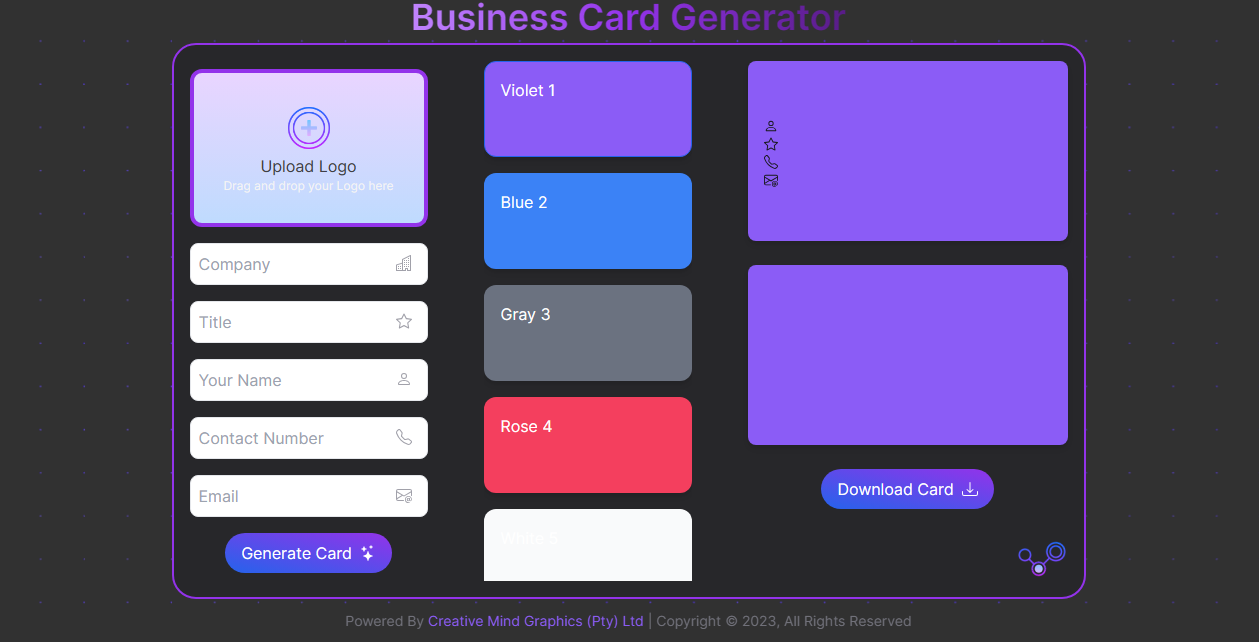 Business Card Generator
Upload Logo
Drag and drop your Logo here
Company
Title
Your Name
Contact Number
Email
Generate Card
Violet 1
Blue 2
Gray 3
Rose 4
White 5
Download Card
Powered By Creative Mind Graphics (Pty) Ltd | Copyright © 2023, All Rights Reserved